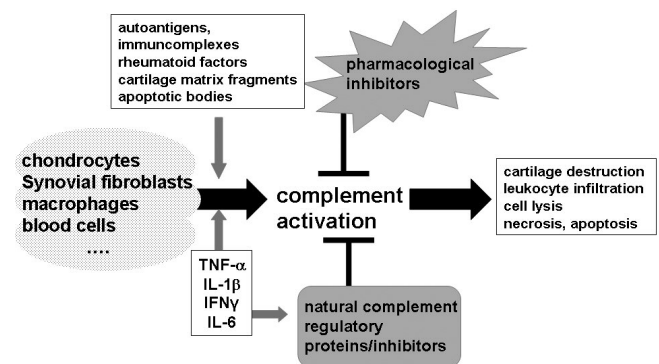 autoantigens,
immuncomplexes
rheumatoid factors
cartilage matrix fragments
apoptotic bodies
pharmacological
inhibitors
chondrocytes
Synovial fibroblasts
macrophages
blood cells
....
complement
activation
cartilage destruction
leukocyte infiltration
cell lysis
necrosis, apoptosis
TNF-α
IL-1β
IFNγ
IL-6
natural complement
regulatory
proteins/inhibitors